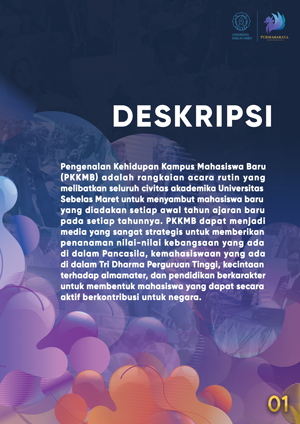 UNIVERSITAS
SEBELAS MARET
PURWABARAGA
DESKRIPSI
Pengenalan Kehidupan Kampus Mahasiswa Baru
(PKKMB) adalah rangkaian acara rutin yang
melibatkan seluruh civitas akademika Universitas
Sebelas Maret untuk menyambut mahasiswa baru
yang diadakan setiap awal tahun ajaran baru
pada setiap tahunnya. PKKMB dapat menjadi
media yang sangat strategis untuk memberikan
penanaman nilai-nilai kebangsaan yang ada
di dalam Pancasila, kemahasiswaan yang ada
di dalam Tri Dharma Perguruan Tinggi, kecintaan
terhadap almamater, dan pendidikan berkarakter
untuk membentuk mahasiswa yang dapat secara
aktif berkontribusi untuk negara.
01